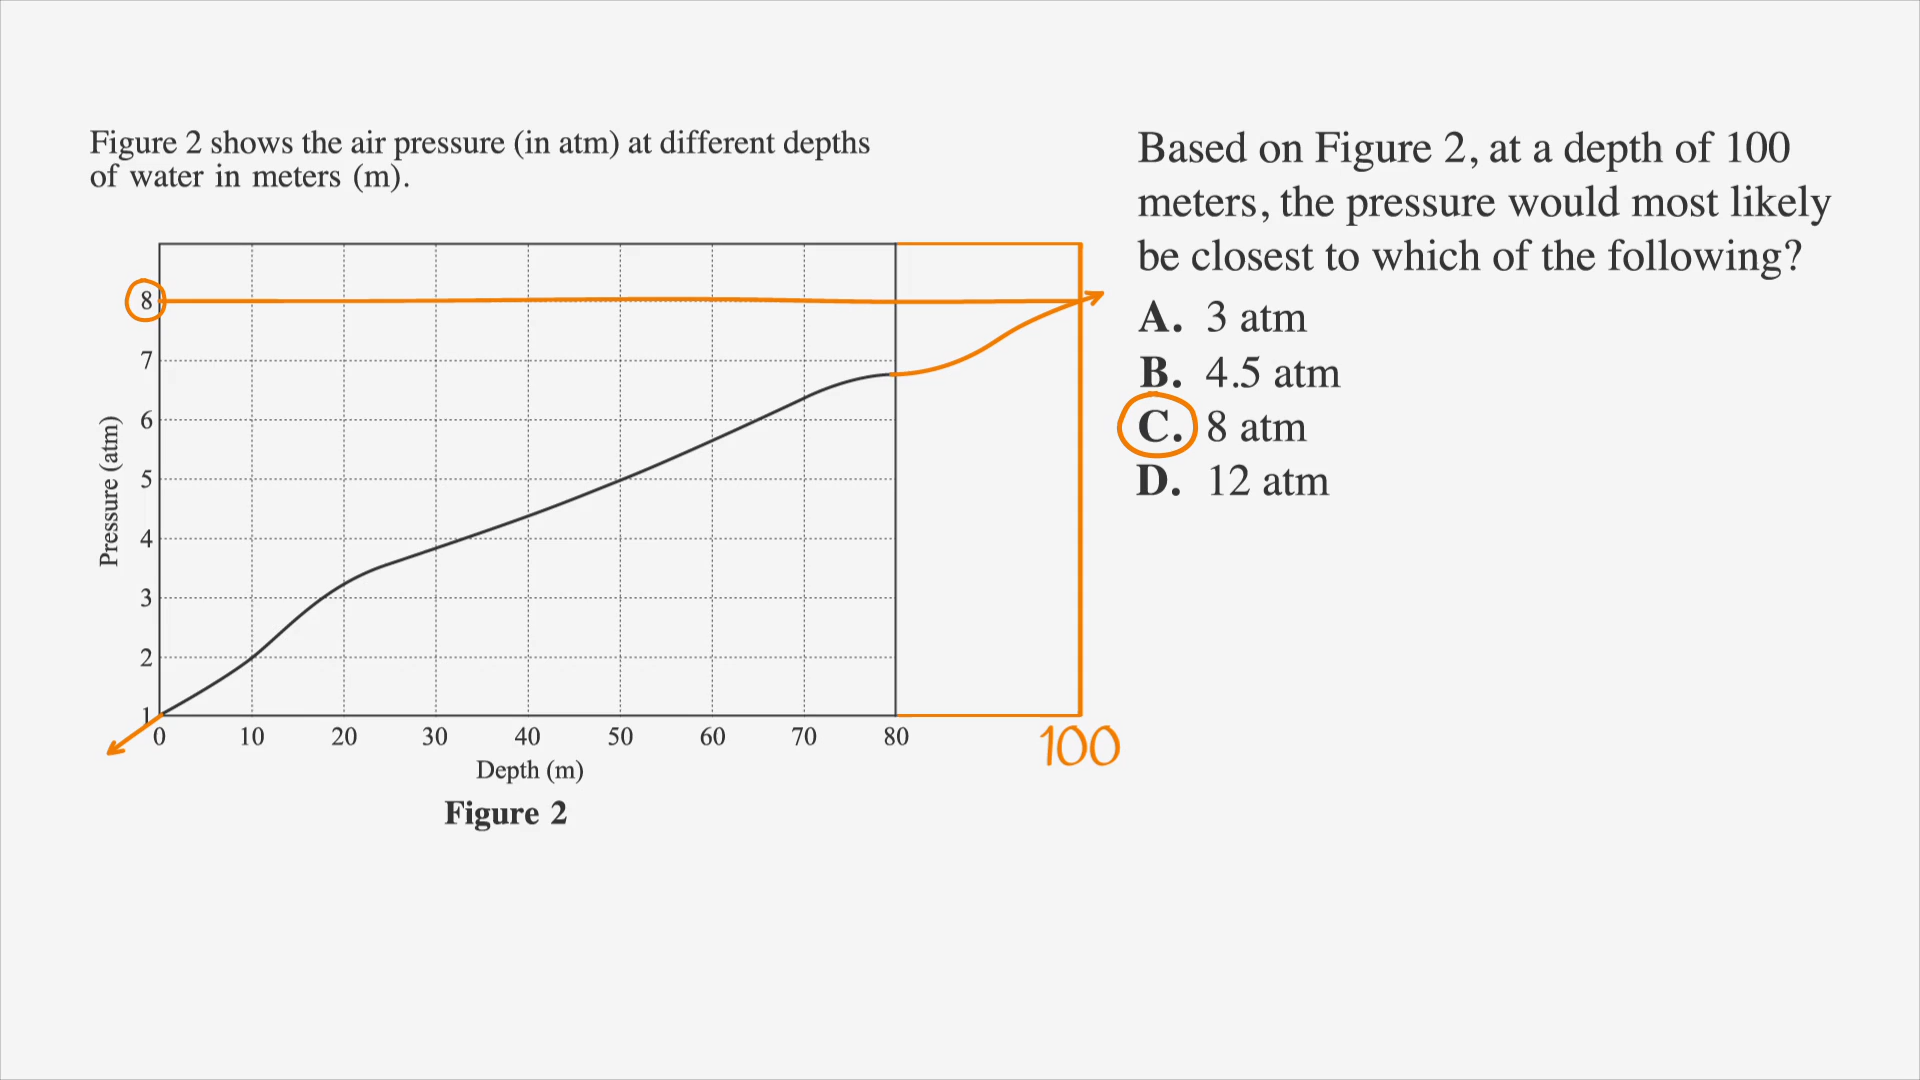 Figure 2 shows the air pressure (in atm) at different depths
of water in meters (m).
8
7
6
5
4
3
2
1
Pressure (atm)
0 10 20 30 40 50 60 70 80 100
Depth (m)
Figure 2
Based on Figure 2, at a depth of 100
meters, the pressure would most likely
be closest to which of the following?
A. 3 atm
B. 4.5 atm
C. 8 atm
D. 12 atm